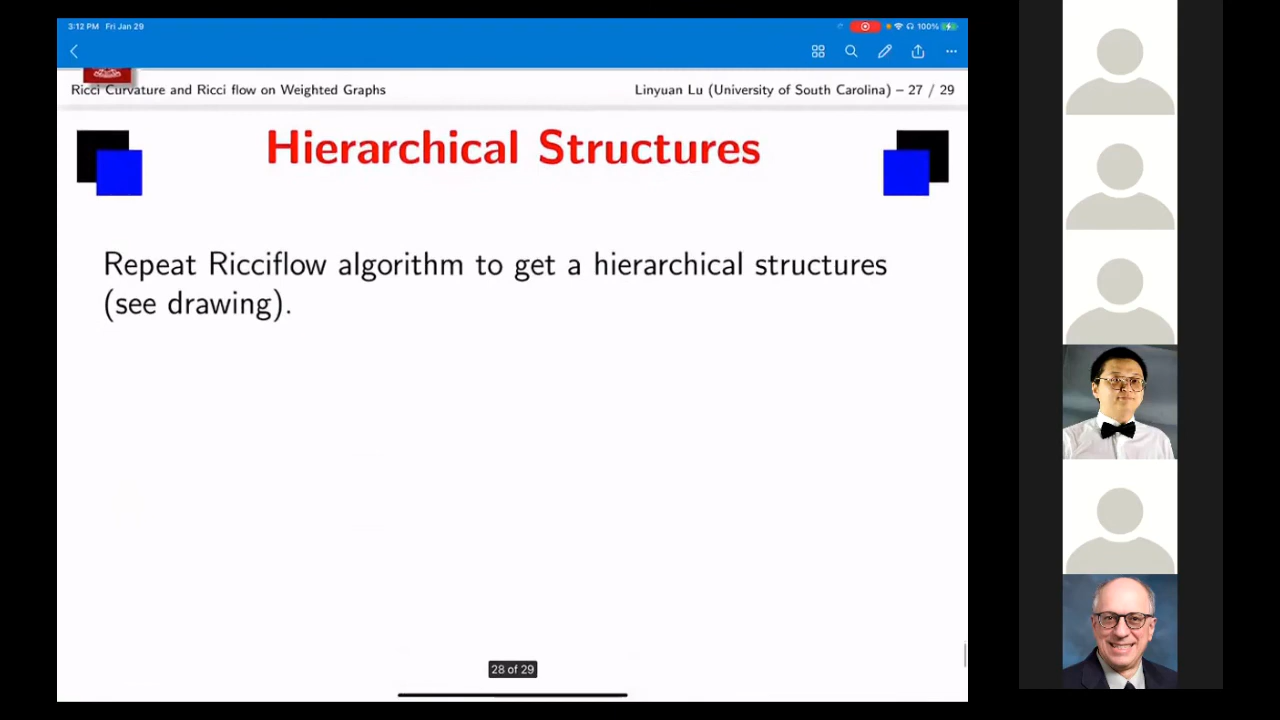 3:12 PM Fri Jan 29
100%
Ricci Curvature and Ricci flow on Weighted Graphs
Linyuan Lu (University of South Carolina) – 27 / 29
Hierarchical Structures
Repeat Ricciflow algorithm to get a hierarchical structures
(see drawing).
28 of 29